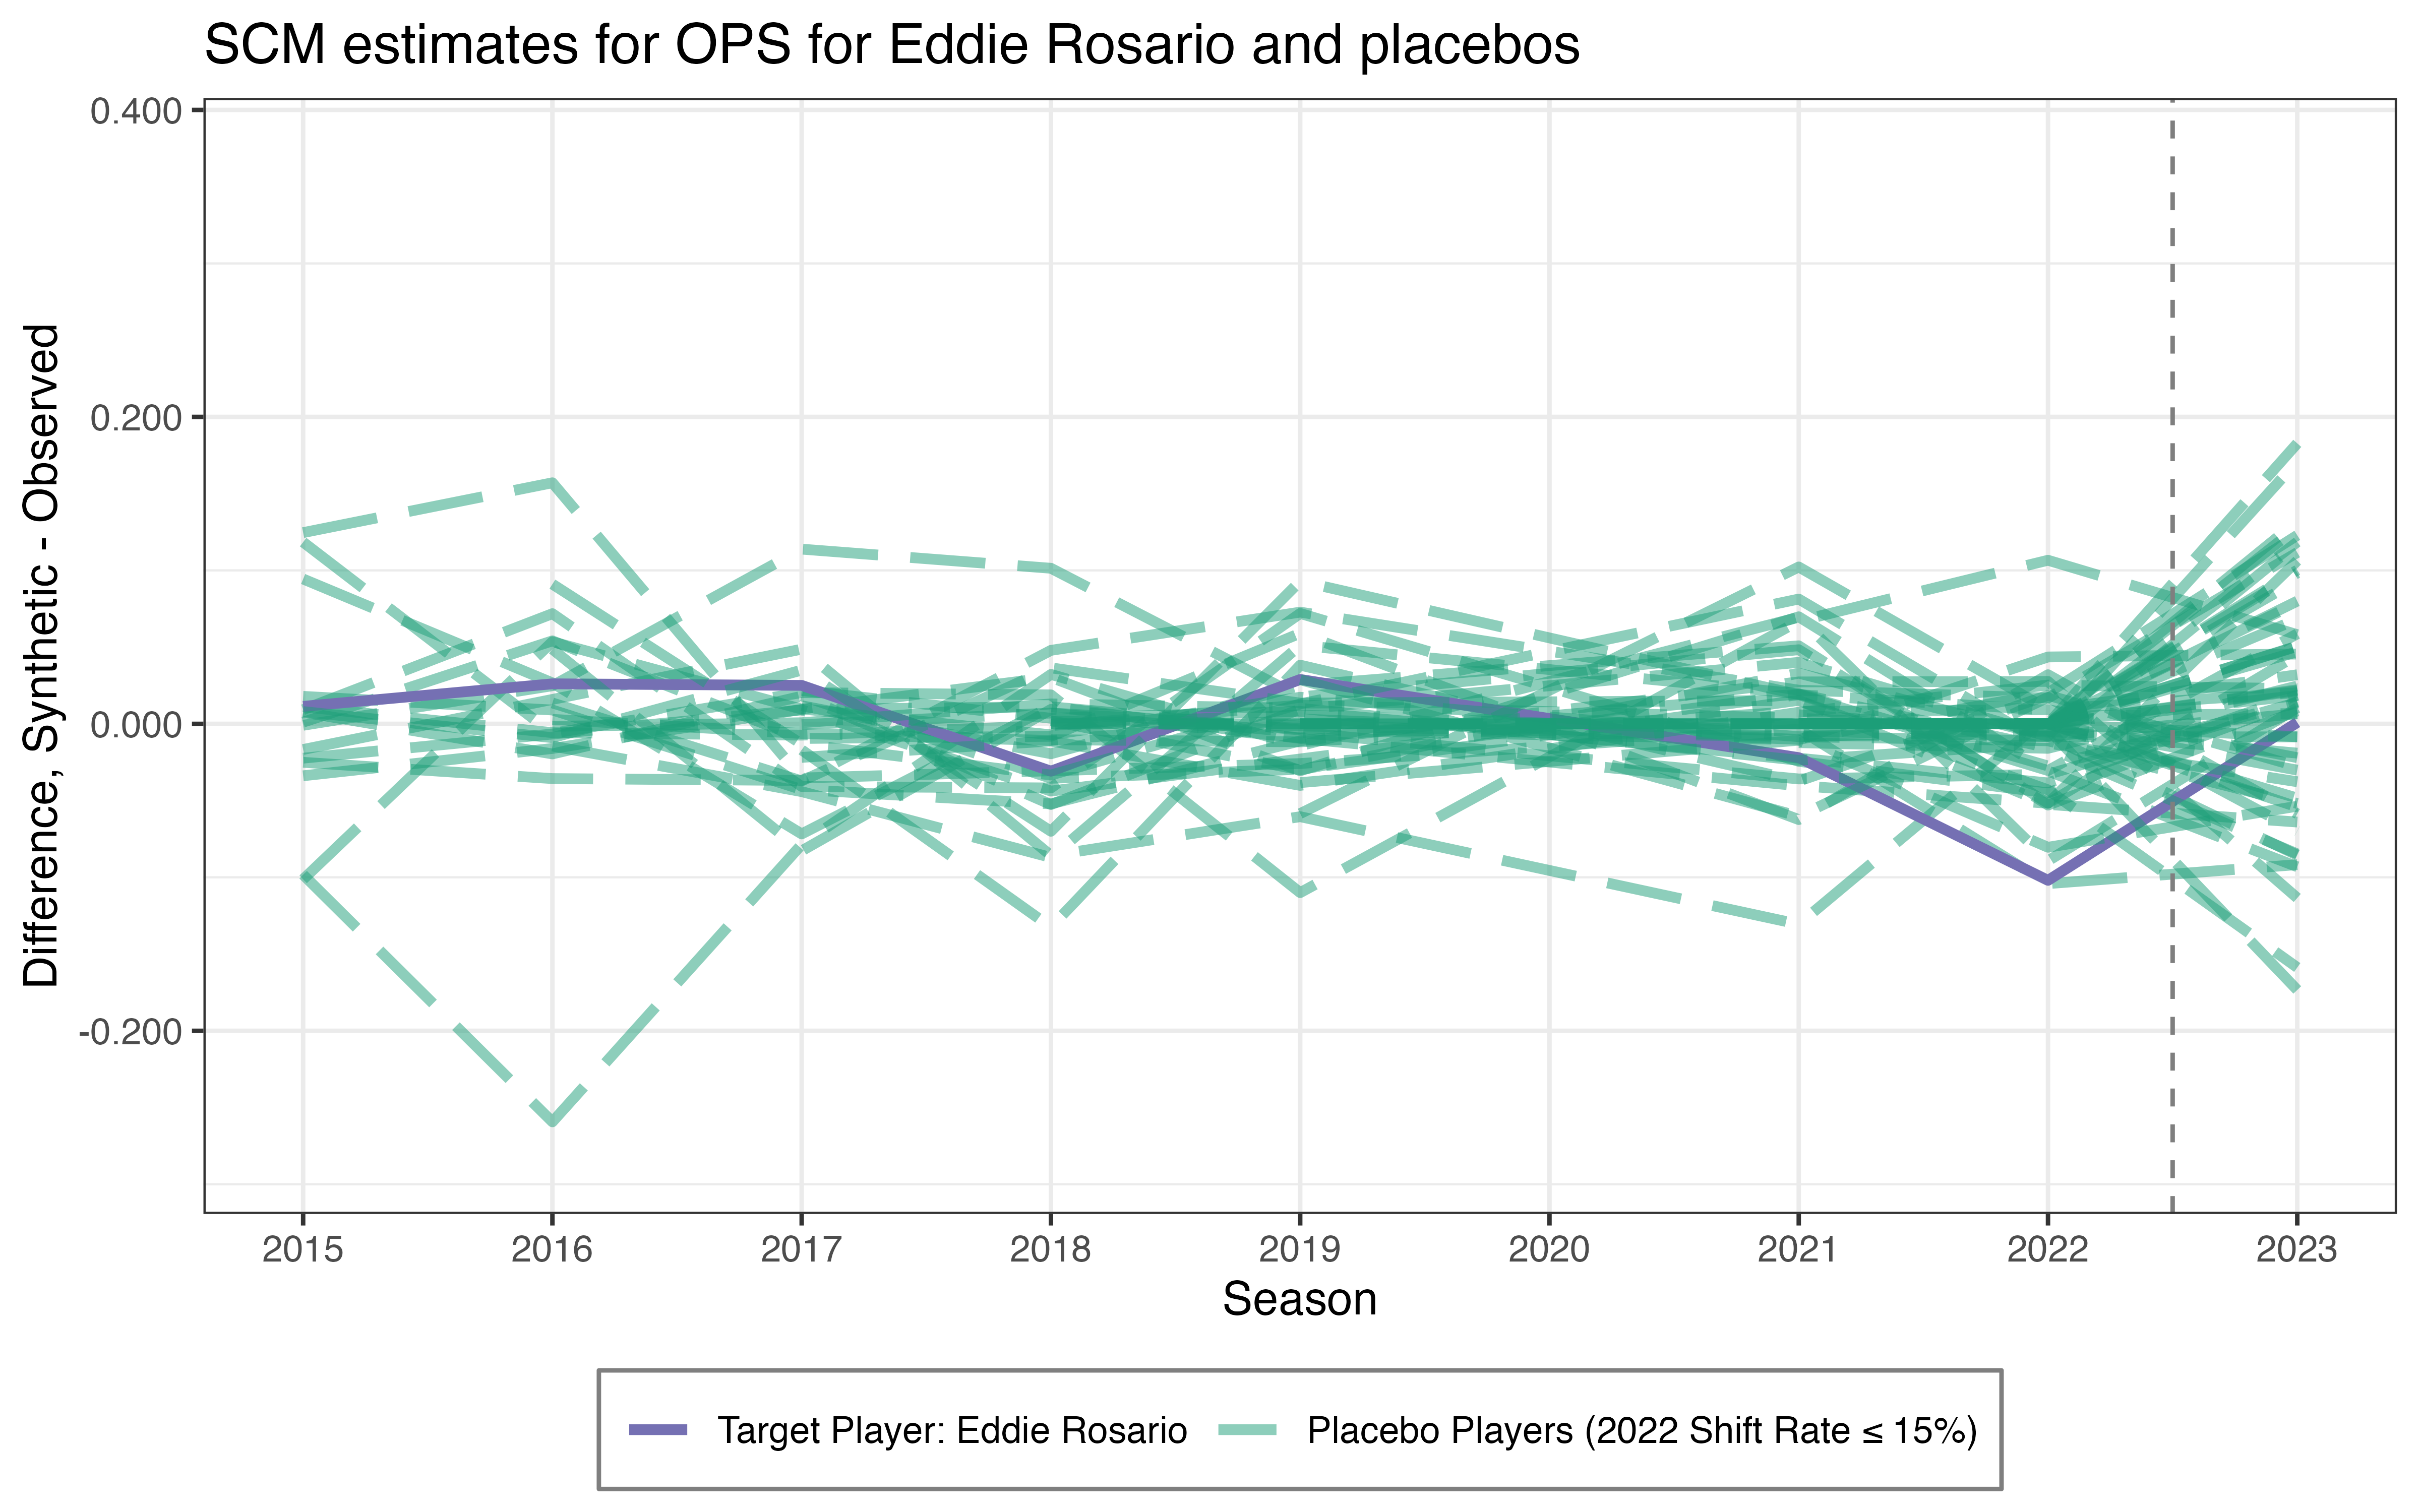 SCM estimates for OPS for Eddie Rosario and placebos
Difference, Synthetic - Observed
0.400
0.200
0.000
-0.200
2015 2016 2017 2018 2019 2020 2021 2022 2023
Season
Target Player: Eddie Rosario Placebo Players (2022 Shift Rate ≤ 15%)